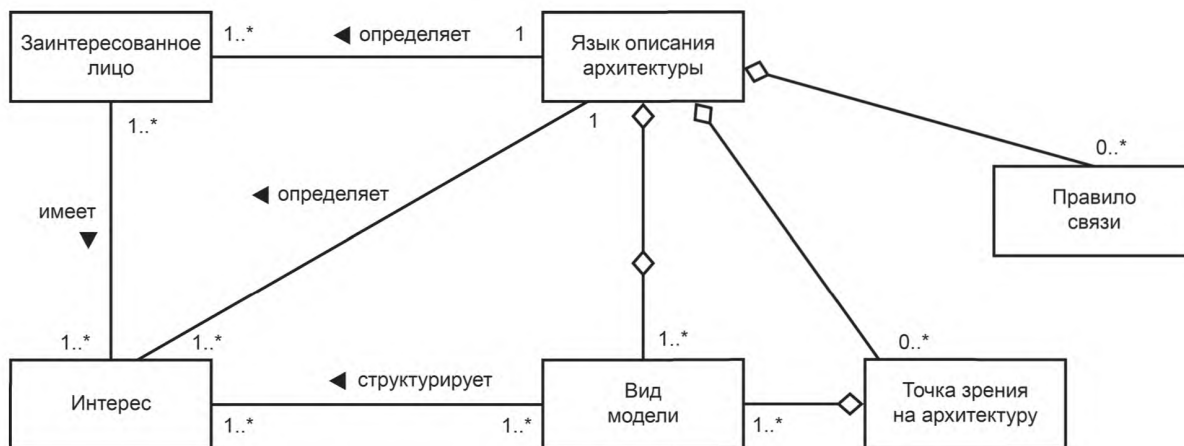 Заинтересованное
лицо
1..*
◄ определяет
1
Язык описания
архитектуры
1..*
1
0..*
Правило
связи
◄ определяет
имеет
▼
1..*
1..*
1..*
0..*
Интерес
◄ структурирует
1..*
1..*
Вид
модели
1..*
Точка зрения
на архитектуру